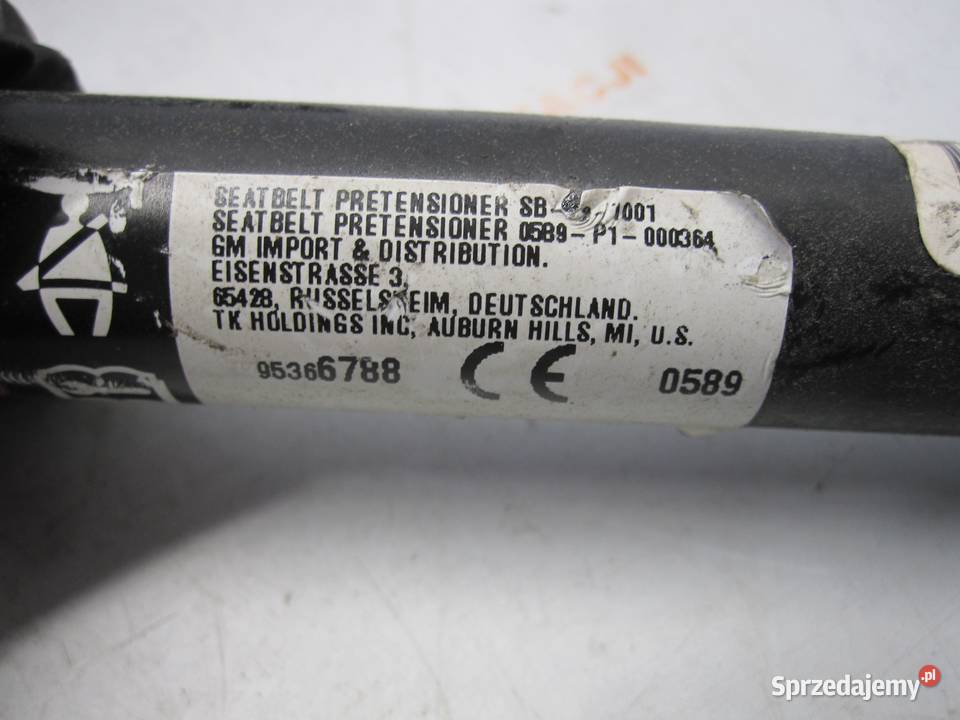 SEATBELT PRETENSIONER 7001
SEATBELT PRETENSIONER 0589-P1-000364
GM IMPORT & DISTRIBUTION.
EISENSTRASSE 3,
65428, RUSSELSHEIM, DEUTSCHLAND.
TK HOLDINGS INC, AUBURN HILLS, MI, U.S.
95366788 CE 0589
Sprzedajemy.pl